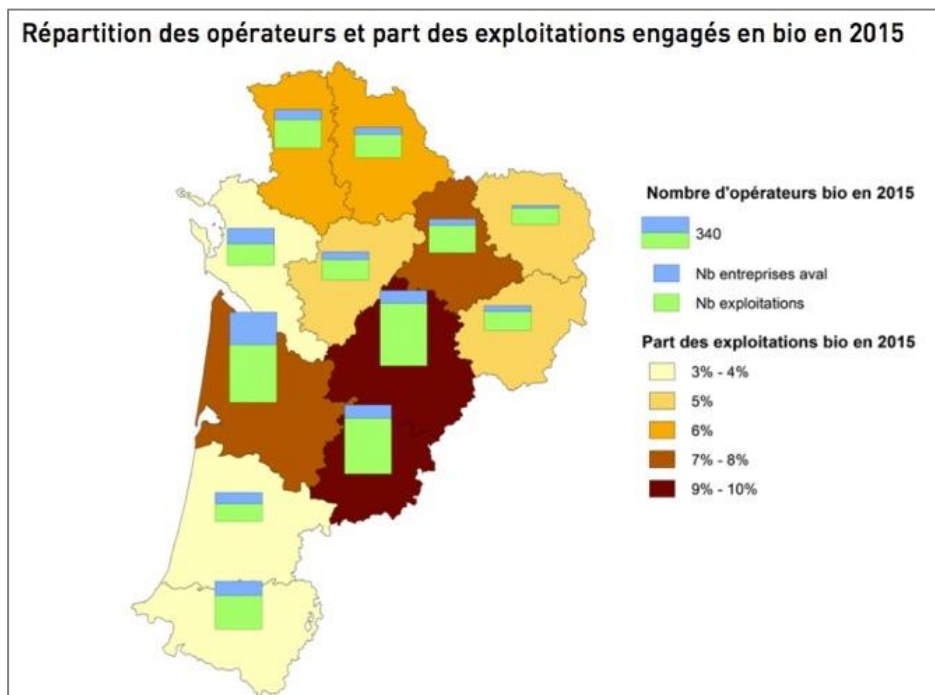 Répartition des opérateurs et part des exploitations engagés en bio en 2015
Nombre d'opérateurs bio en 2015
340
Nb entreprises aval
Nb exploitations
Part des exploitations bio en 2015
3% - 4%
5%
6%
7% - 8%
9% - 10%